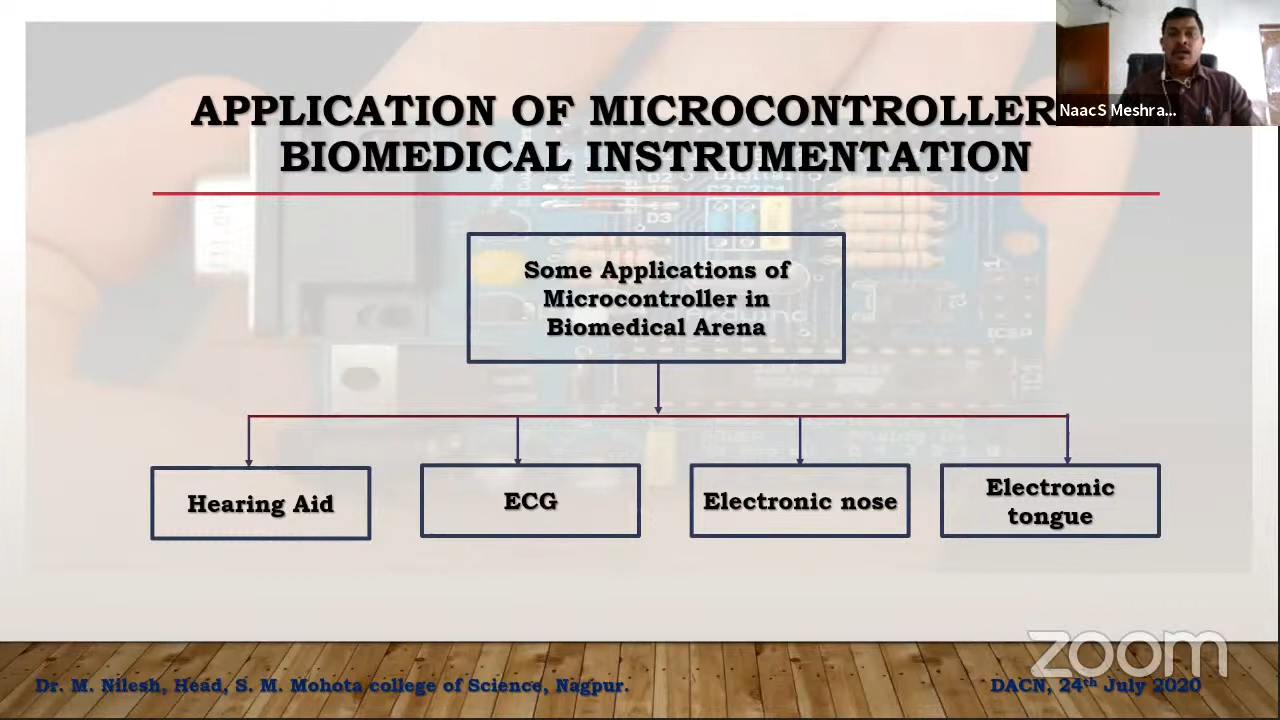 APPLICATION OF MICROCONTROLLER
BIOMEDICAL INSTRUMENTATION
NaacS Meshra...
Some Applications of
Microcontroller in
Biomedical Arena
Hearing Aid
ECG
Electronic nose
Electronic
tongue
zoom
Dr. M. Nilesh, Head, S. M. Mohota college of Science, Nagpur.
DACN, 24th July 2020